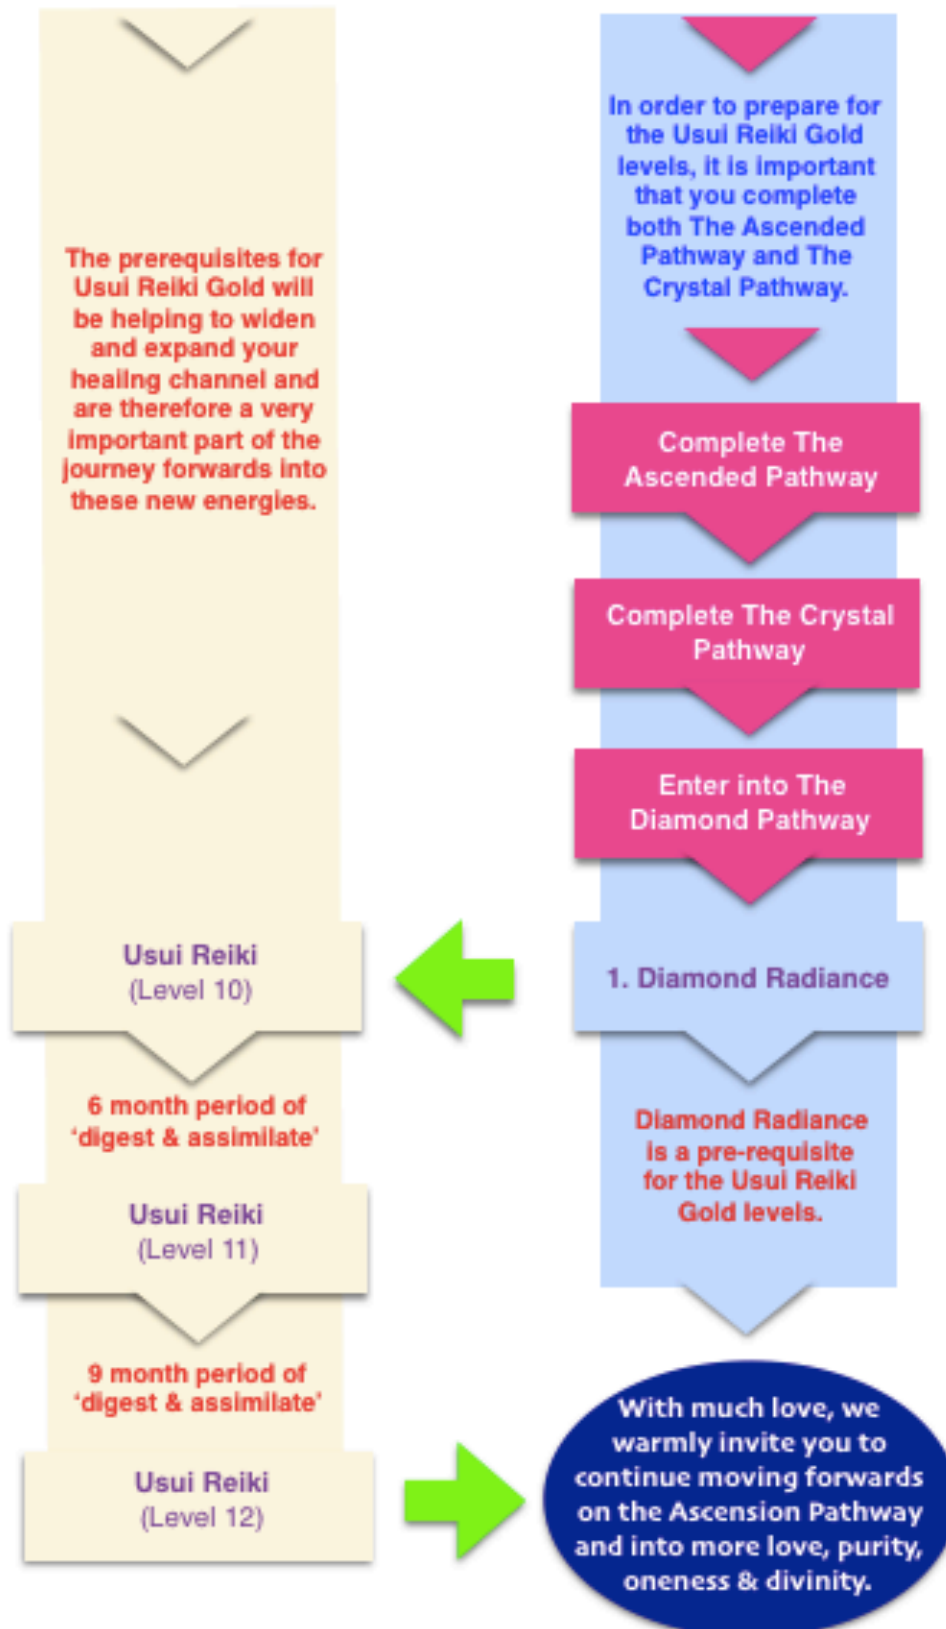 The prerequisites for
Usui Reiki Gold will
be helping to widen
and expand your
healing channel and
are therefore a very
important part of the
journey forwards into
these new energies.
Usui Reiki
(Level 10)
6 month period of
‘digest & assimilate’
Usui Reiki
(Level 11)
9 month period of
‘digest & assimilate’
Usui Reiki
(Level 12)
In order to prepare for
the Usui Reiki Gold
levels, it is important
that you complete
both The Ascended
Pathway and The
Crystal Pathway.
Complete The
Ascended Pathway
Complete The Crystal
Pathway
Enter into The
Diamond Pathway
1. Diamond Radiance
Diamond Radiance
is a pre-requisite
for the Usui Reiki
Gold levels.
With much love, we
warmly invite you to
continue moving forwards
on the Ascension Pathway
and into more love, purity,
oneness & divinity.